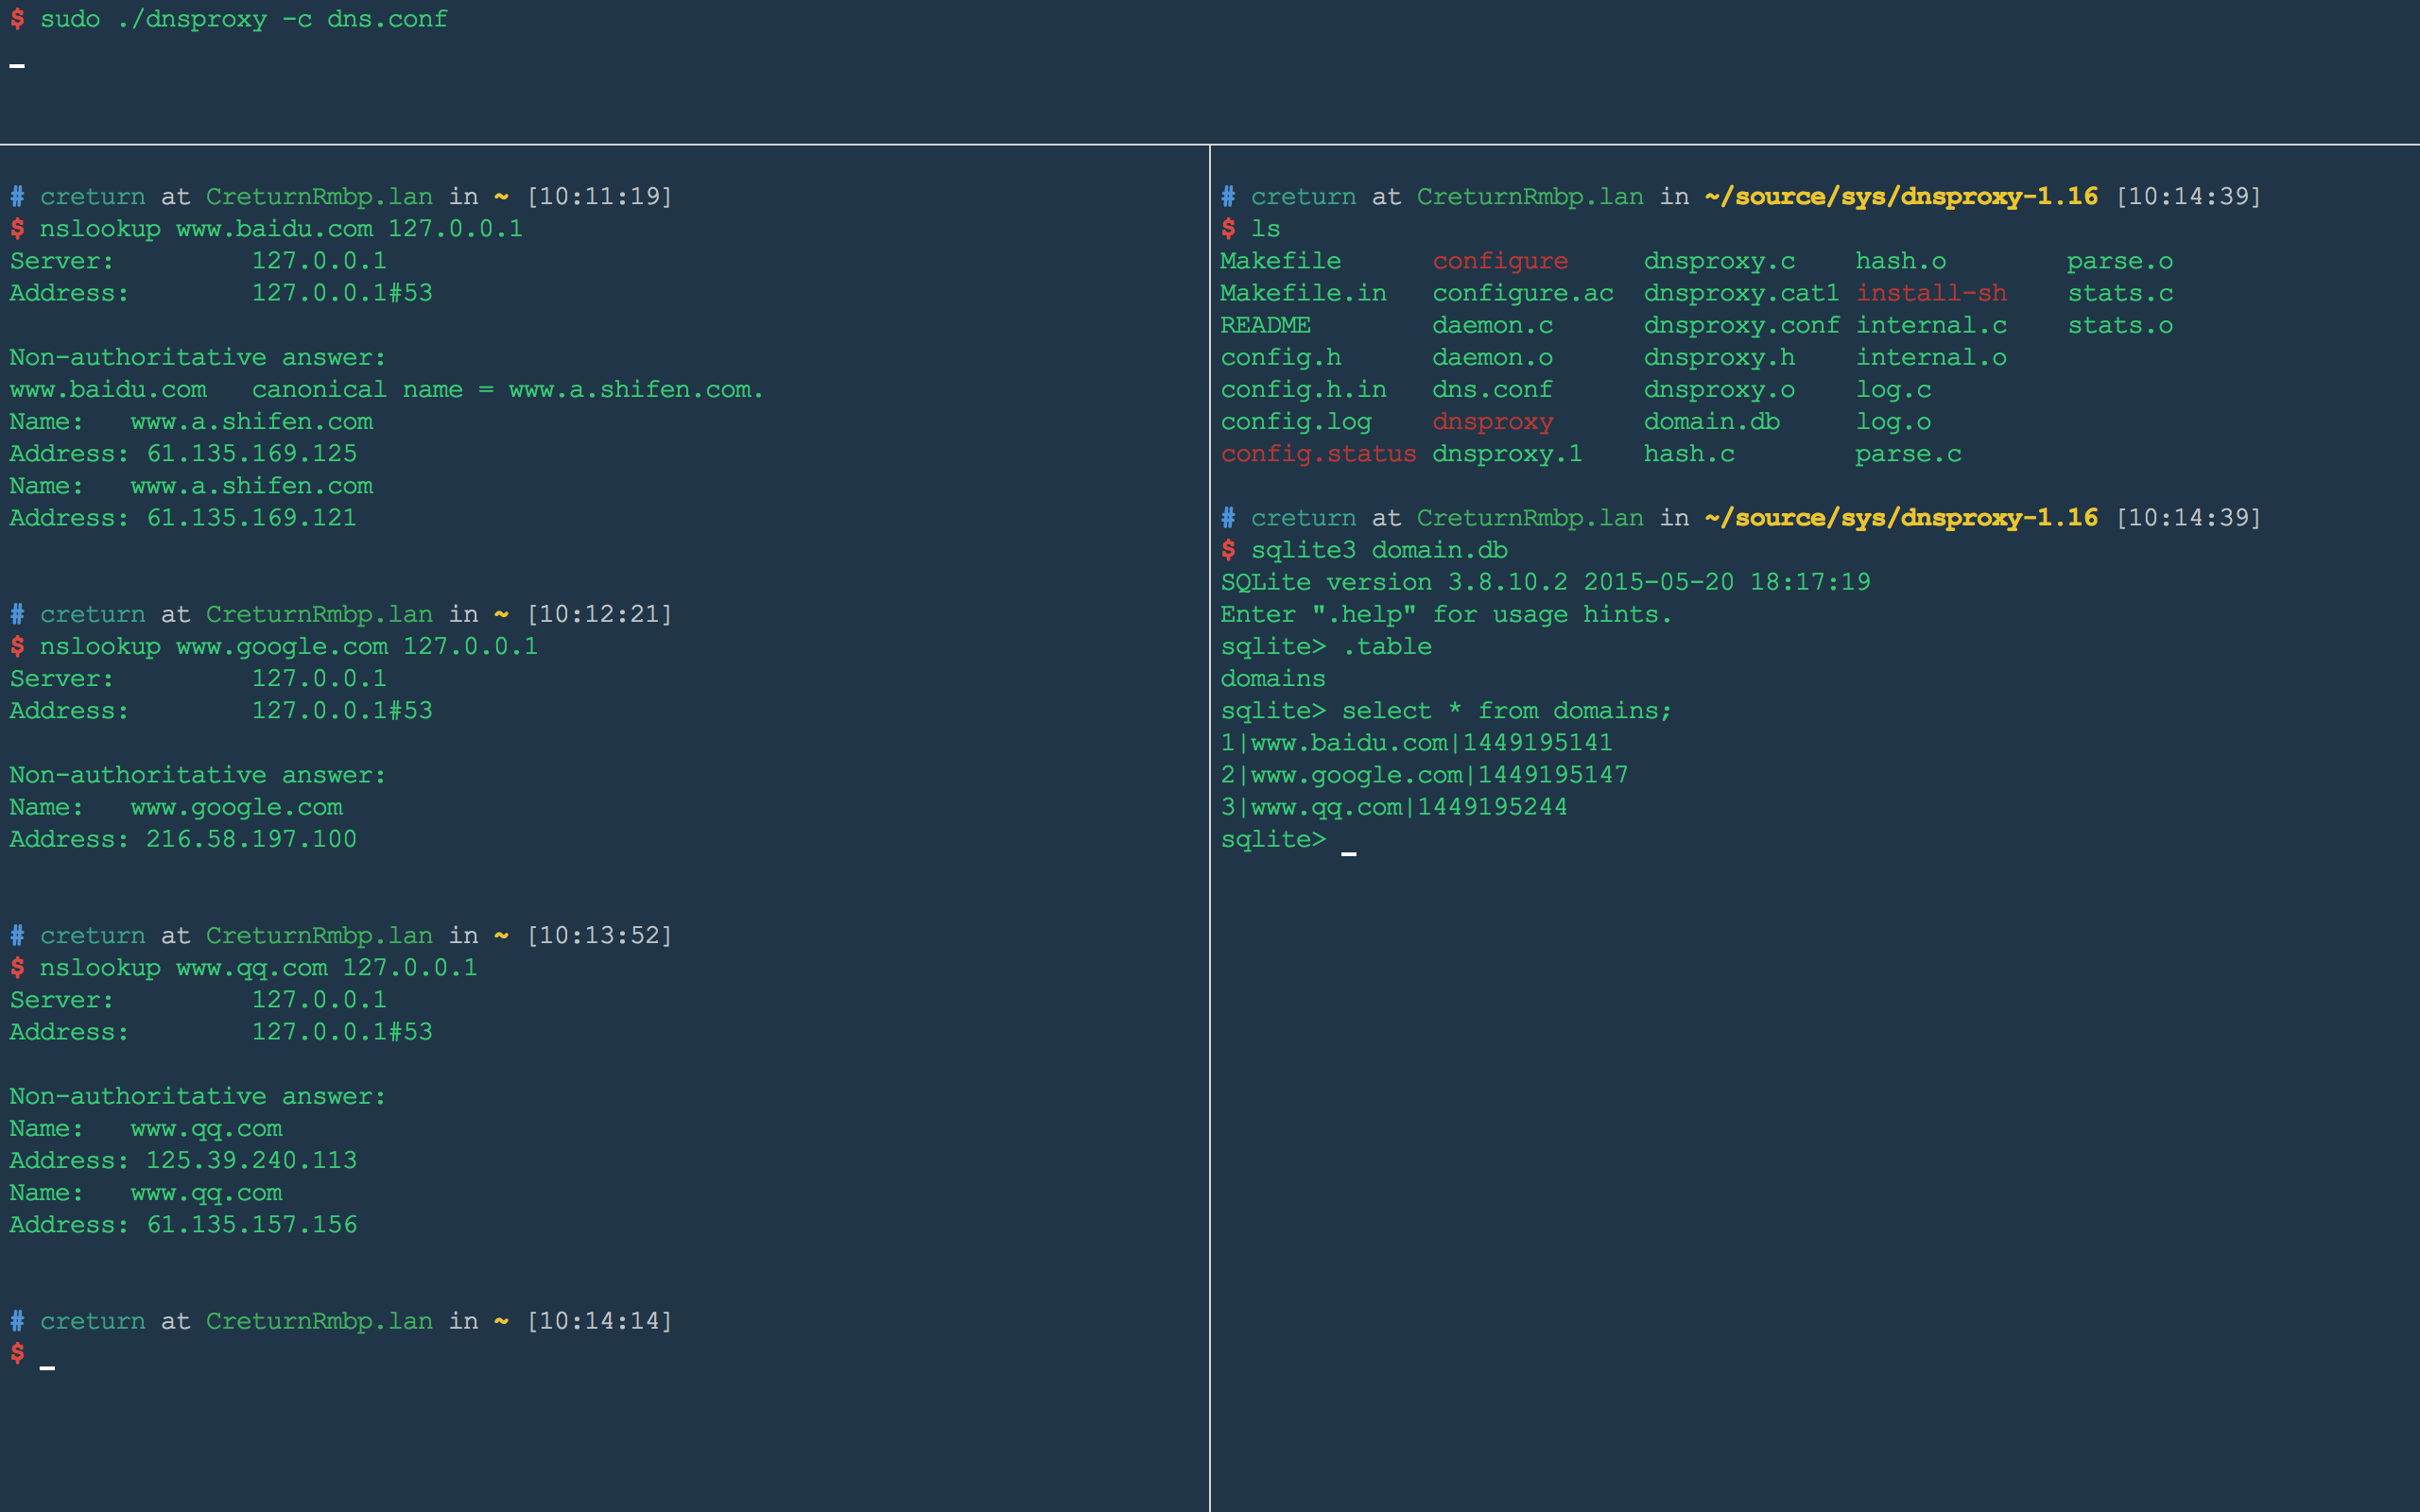 $ sudo ./dnsproxy -c dns.conf
# creturn at CreturnRmbp.lan in ~ [10:11:19]
$ nslookup www.baidu.com 127.0.0.1
Server:         127.0.0.1
Address:        127.0.0.1#53
Non-authoritative answer:
www.baidu.com   canonical name = www.a.shifen.com.
Name:   www.a.shifen.com
Address: 61.135.169.125
Name:   www.a.shifen.com
Address: 61.135.169.121
# creturn at CreturnRmbp.lan in ~ [10:12:21]
$ nslookup www.google.com 127.0.0.1
Server:         127.0.0.1
Address:        127.0.0.1#53
Non-authoritative answer:
Name:   www.google.com
Address: 216.58.197.100
# creturn at CreturnRmbp.lan in ~ [10:13:52]
$ nslookup www.qq.com 127.0.0.1
Server:         127.0.0.1
Address:        127.0.0.1#53
Non-authoritative answer:
Name:   www.qq.com
Address: 125.39.240.113
Name:   www.qq.com
Address: 61.135.157.156
# creturn at CreturnRmbp.lan in ~ [10:14:14]
$
# creturn at CreturnRmbp.lan in ~/source/sys/dnsproxy-1.16 [10:14:39]
$ ls
Makefile      configure     dnsproxy.c    hash.o        parse.o
Makefile.in   configure.ac  dnsproxy.cat1 install-sh    stats.c
README        daemon.c      dnsproxy.conf internal.c    stats.o
config.h      daemon.o      dnsproxy.h    internal.o
config.h.in   dns.conf      dnsproxy.o    log.c
config.log    dnsproxy      domain.db     log.o
config.status dnsproxy.1    hash.c        parse.c
# creturn at CreturnRmbp.lan in ~/source/sys/dnsproxy-1.16 [10:14:39]
$ sqlite3 domain.db
SQLite version 3.8.10.2 2015-05-20 18:17:19
Enter ".help" for usage hints.
sqlite> .table
domains
sqlite> select * from domains;
1|www.baidu.com|1449195141
2|www.google.com|1449195147
3|www.qq.com|1449195244
sqlite>